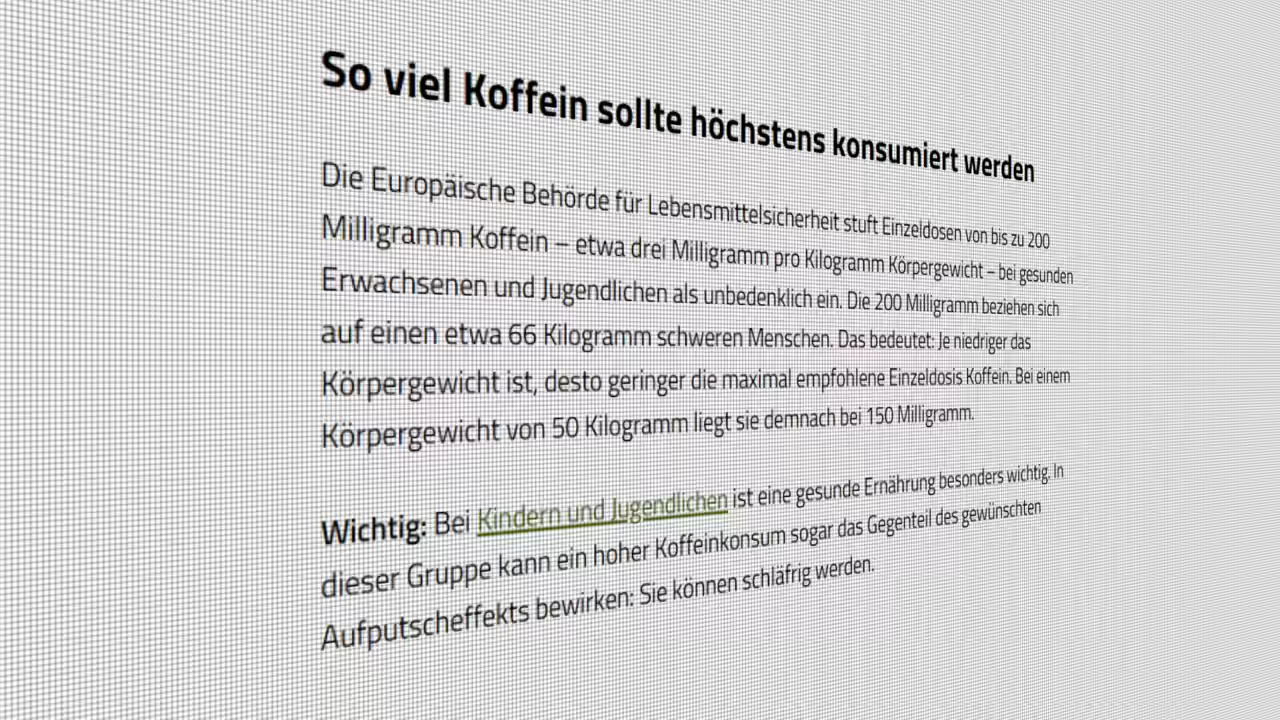 So viel Koffein sollte höchstens konsumiert werden
Die Europäische Behörde für Lebensmittelsicherheit stuft Einzeldosen von bis zu 200
Milligramm Koffein – etwa drei Milligramm pro Kilogramm Körpergewicht – bei gesunden
Erwachsenen und Jugendlichen als unbedenklich ein. Die 200 Milligramm beziehen sich
auf einen etwa 66 Kilogramm schweren Menschen. Das bedeutet: Je niedriger das
Körpergewicht ist, desto geringer die maximal empfohlene Einzeldosis Koffein. Bei einem
Körpergewicht von 50 Kilogramm liegt sie demnach bei 150 Milligramm.
Wichtig: Bei Kindern und Jugendlichen ist eine gesunde Ernährung besonders wichtig. In
dieser Gruppe kann ein hoher Koffeinkonsum sogar das Gegenteil des gewünschten
Aufputscheffekts bewirken: Sie können schläfrig werden.